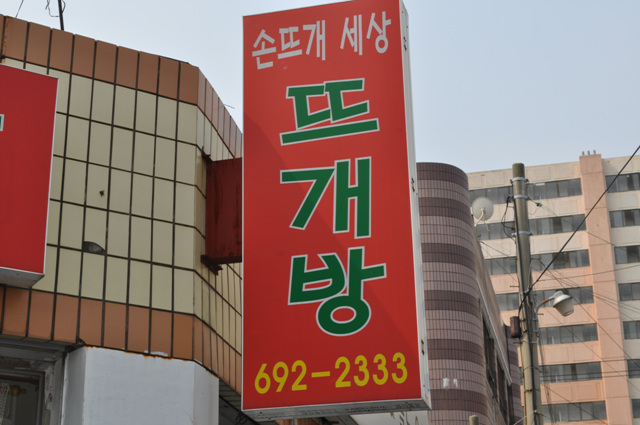 손뜨개 세상
뜨
개
방
692-2333